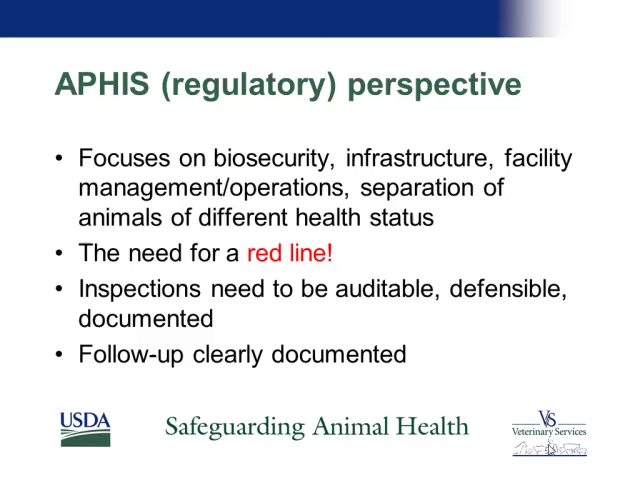 APHIS (regulatory) perspective
• Focuses on biosecurity, infrastructure, facility
management/operations, separation of
animals of different health status
• The need for a red line!
• Inspections need to be auditable, defensible,
documented
• Follow-up clearly documented
USDA
Safeguarding Animal Health
VS
Veterinary Services